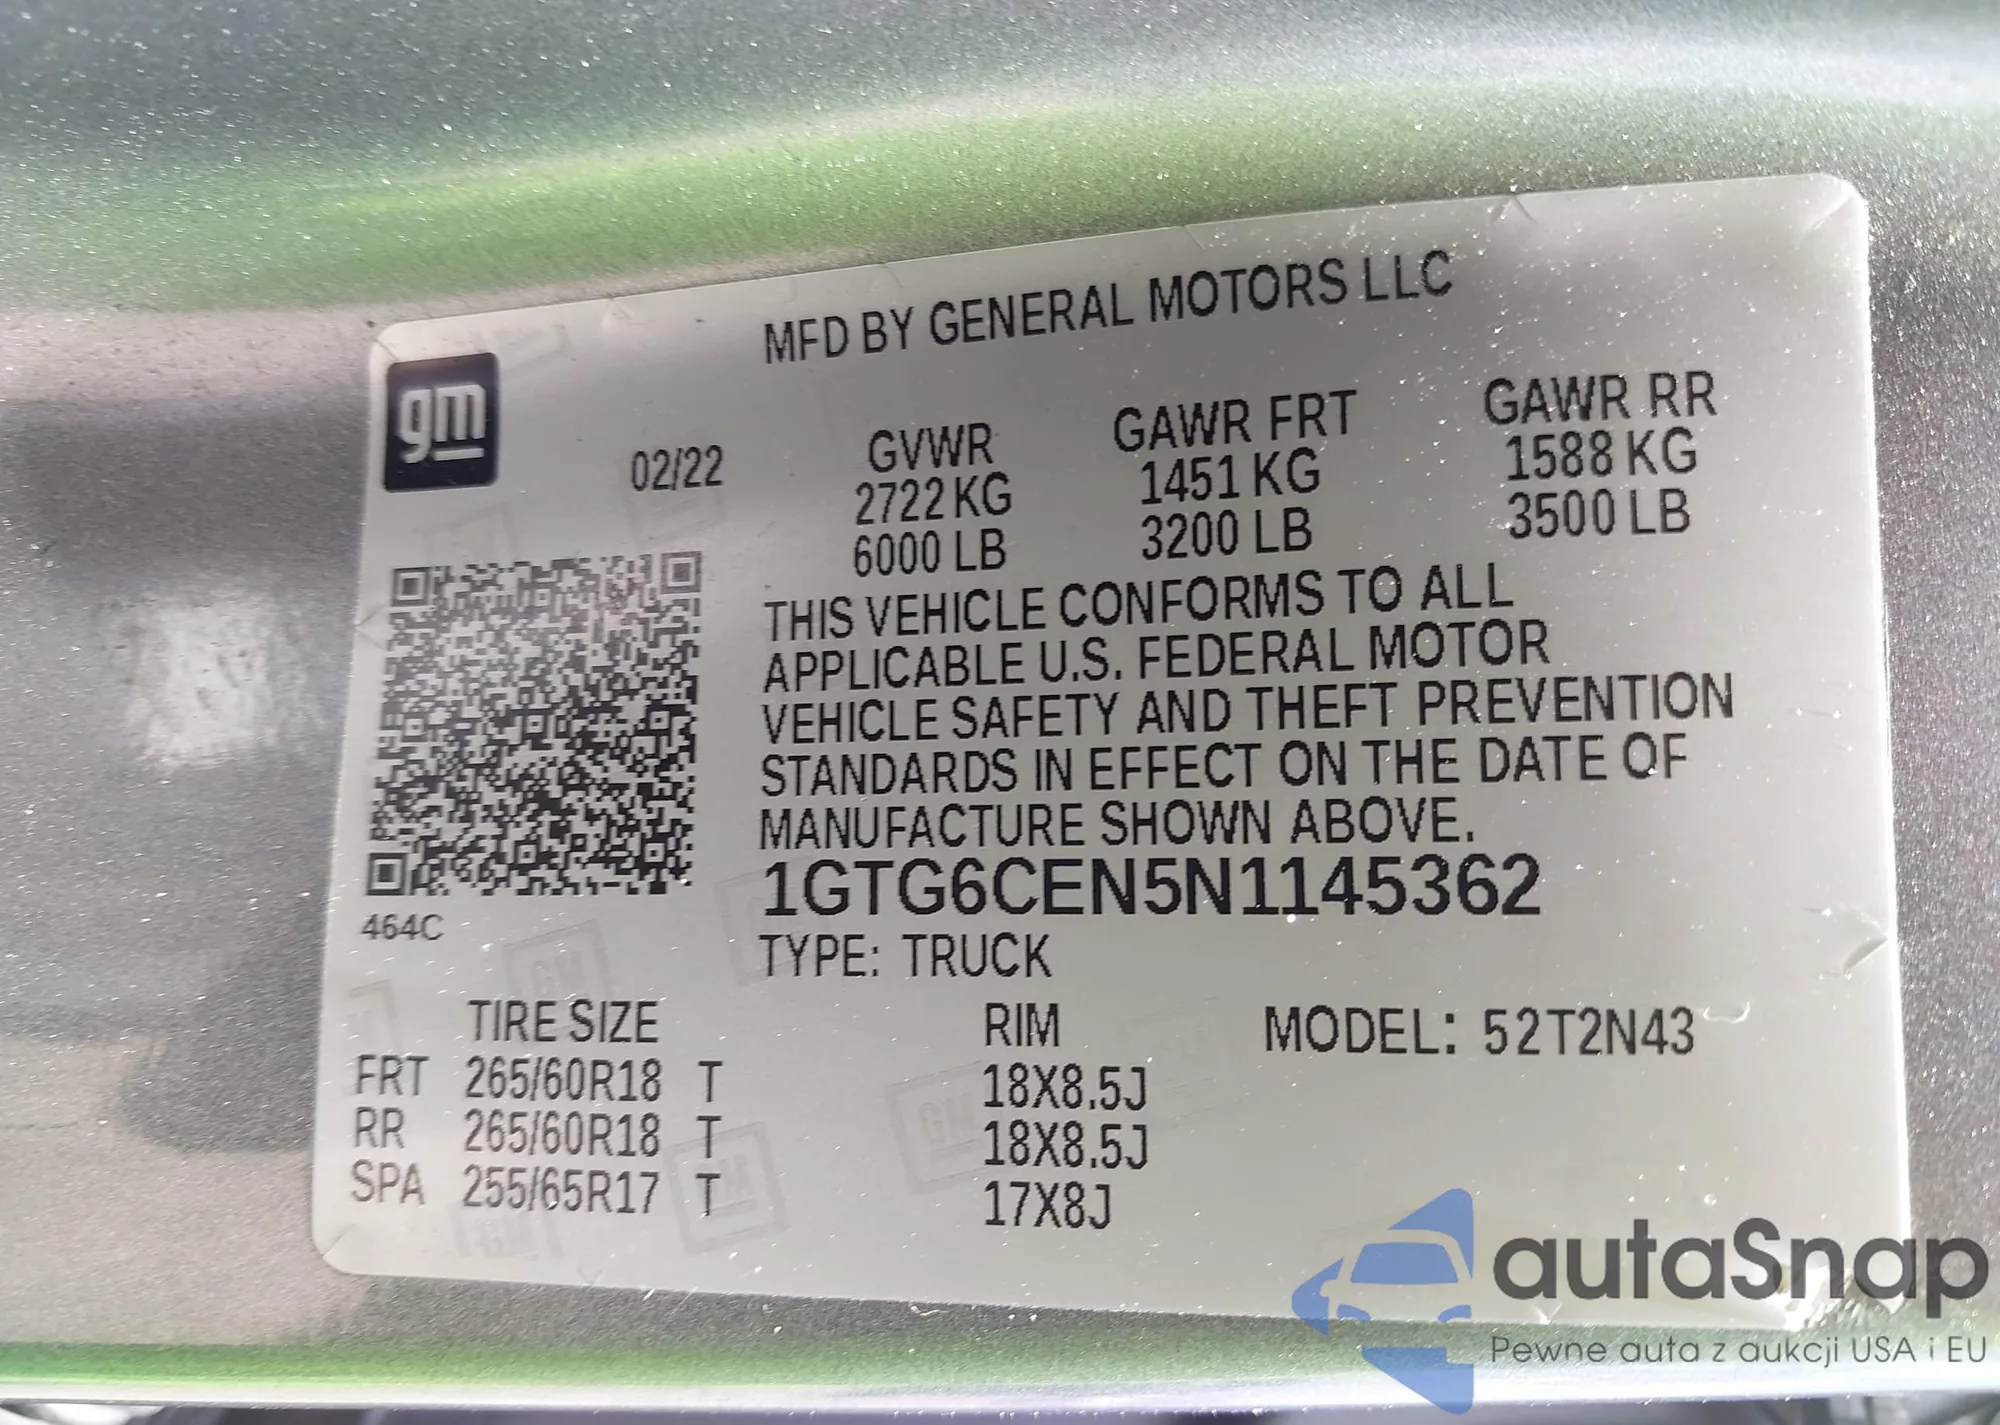 MFD BY GENERAL MOTORS LLC
gm
02/22
GVWR GAWR FRT GAWR RR
2722 KG 1451 KG 1588 KG
6000 LB 3200 LB 3500 LB
THIS VEHICLE CONFORMS TO ALL
APPLICABLE U.S. FEDERAL MOTOR
VEHICLE SAFETY AND THEFT PREVENTION
STANDARDS IN EFFECT ON THE DATE OF
MANUFACTURE SHOWN ABOVE.
1GTG6CEN5N1145362
464C
TYPE: TRUCK
TIRE SIZE RIM MODEL: 52T2N43
FRT 265/60R18 T 18X8.5J
RR 265/60R18 T 18X8.5J
SPA 255/65R17 T 17X8J
autaSnap
Pewne auta z aukcji USA i EU